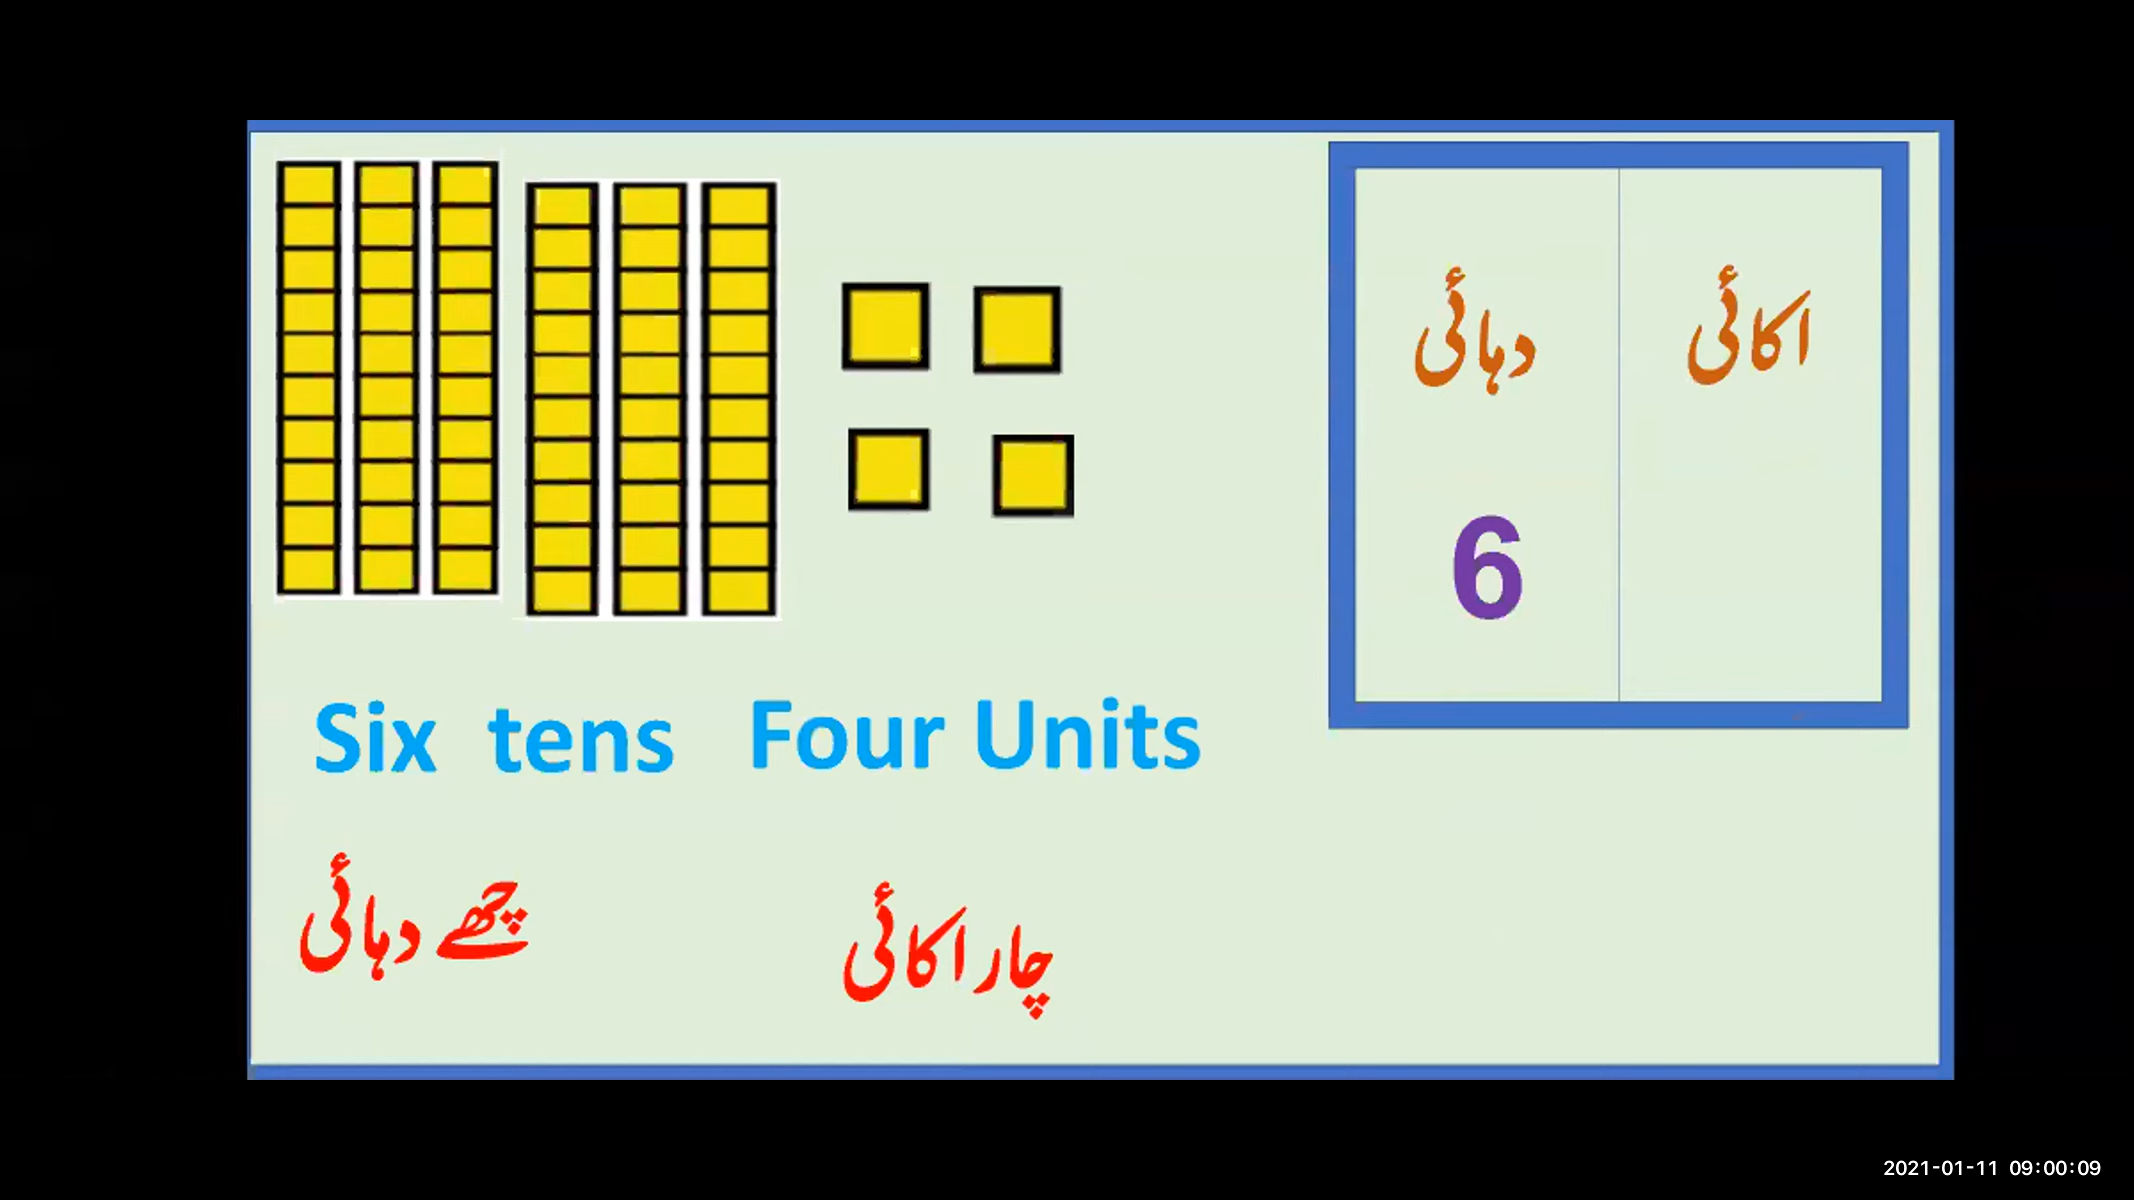 دہائی
اکائی
6
Six tens Four Units
چھے دہائی
چار اکائی
2021-01-11 09:00:09